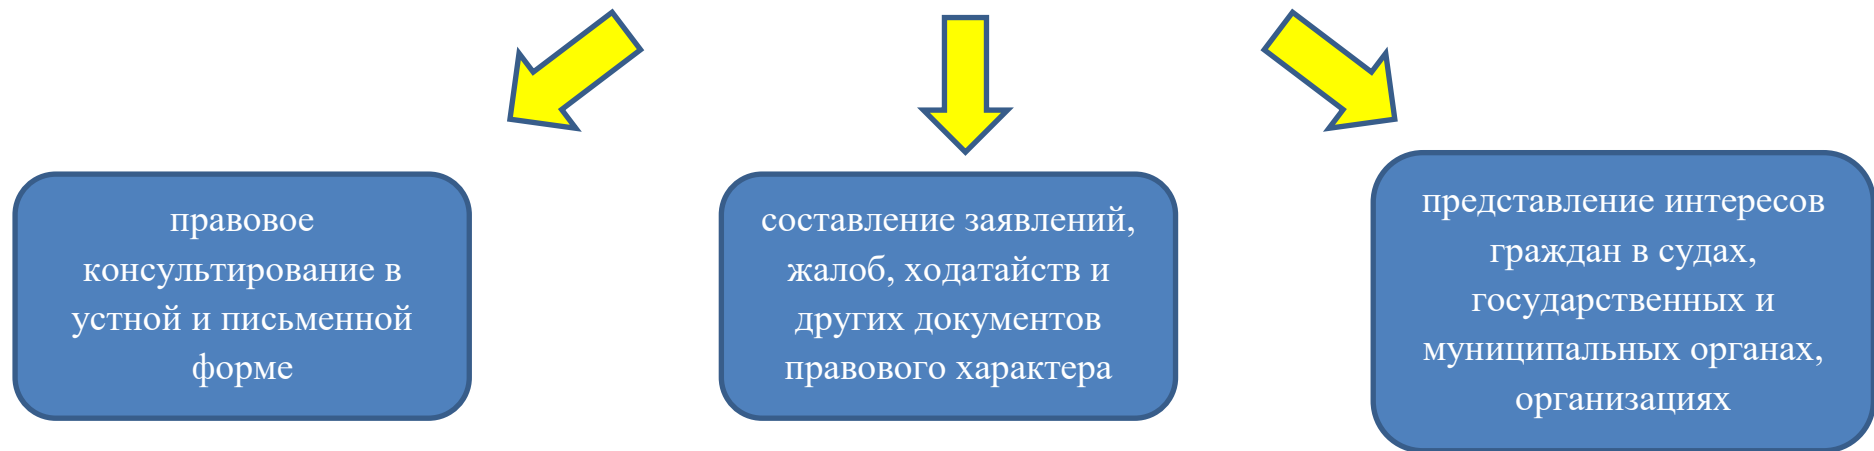 правовое
консультирование в
устной и письменной
форме
составление заявлений,
жалоб, ходатайств и
других документов
правового характера
представление интересов
граждан в судах,
государственных и
муниципальных органах,
организациях